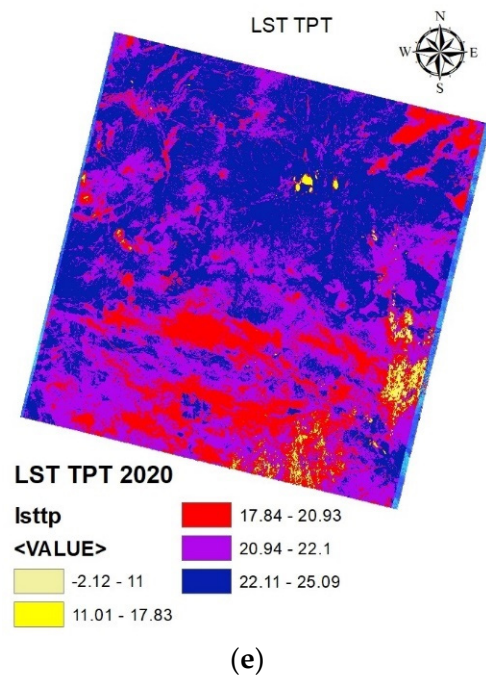 LST TPT
N
W E
S
LST TPT 2020
lsttp
<VALUE>
-2.12 - 11
11.01 - 17.83
17.84 - 20.93
20.94 - 22.1
22.11 - 25.09
(e)